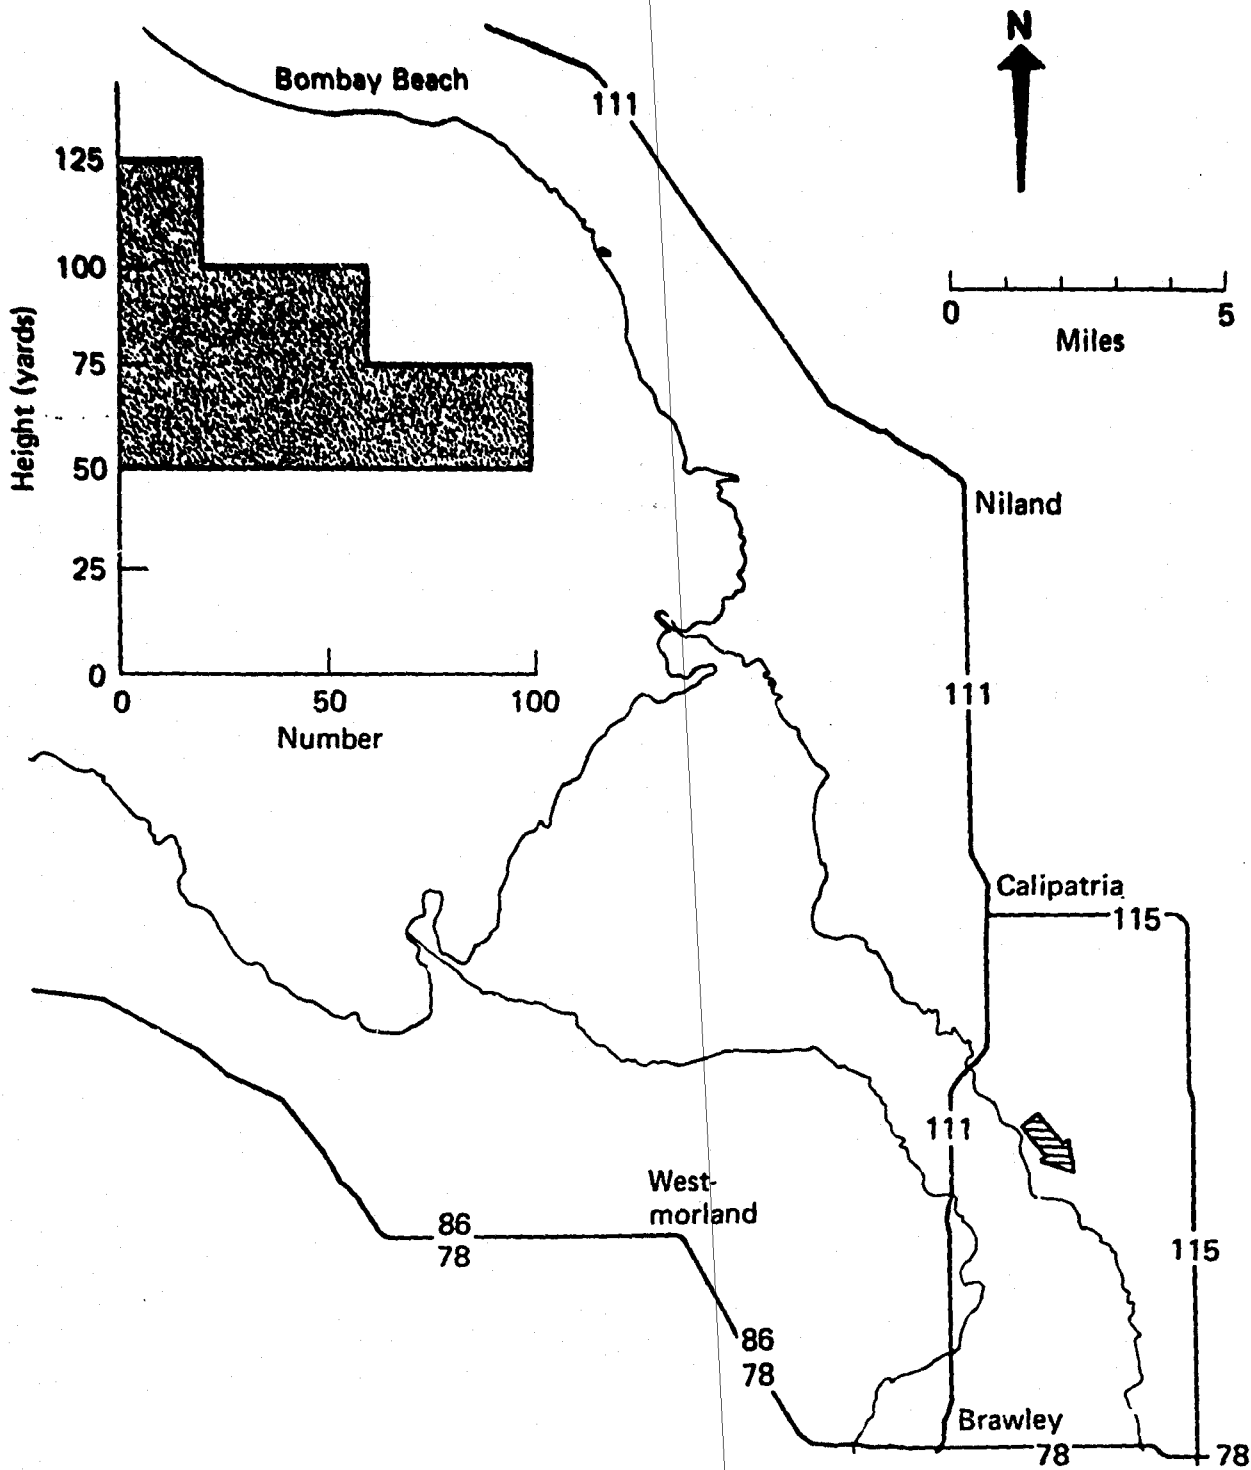 N
Bombay Beach
111
125
100
75
50
25
0
Height (yards)
0 50 100
Number
0 5
Miles
Niland
111
Calipatria
115
111
West-
morland
86
78
115
86
78
Brawley
78
78